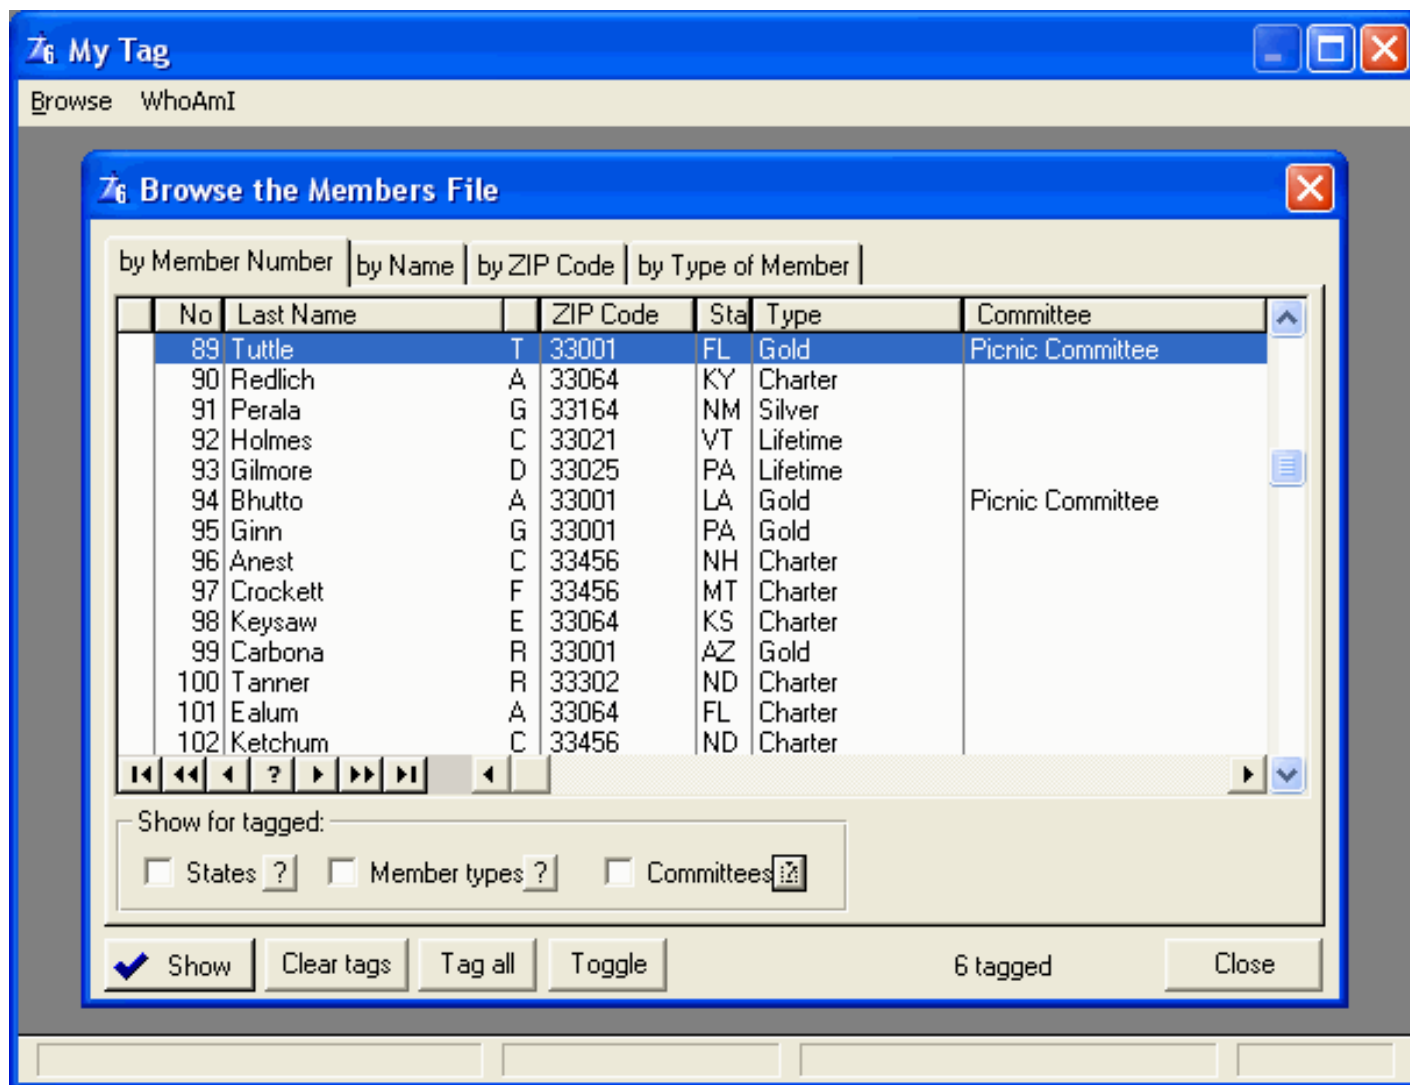 My Tag
Browse WhoAmI
Browse the Members File
by Member Number by Name by ZIP Code by Type of Member
No Last Name ZIP Code Sta Type Committee
89 Tuttle T 33001 FL Gold Picnic Committee
90 Redlich A 33064 KY Charter
91 Perala G 33164 NM Silver
92 Holmes C 33021 VT Lifetime
93 Gilmore D 33025 PA Lifetime
94 Bhutto A 33001 LA Gold Picnic Committee
95 Ginn G 33001 PA Gold
96 Anest C 33456 NH Charter
97 Crockett F 33456 MT Charter
98 Keysaw E 33064 KS Charter
99 Carbona R 33001 AZ Gold
100 Tanner R 33302 ND Charter
101 Ealum A 33064 FL Charter
102 Ketchum C 33456 ND Charter
?
Show for tagged:
States ? Member types ? Committees ?
Show Clear tags Tag all Toggle 6 tagged Close